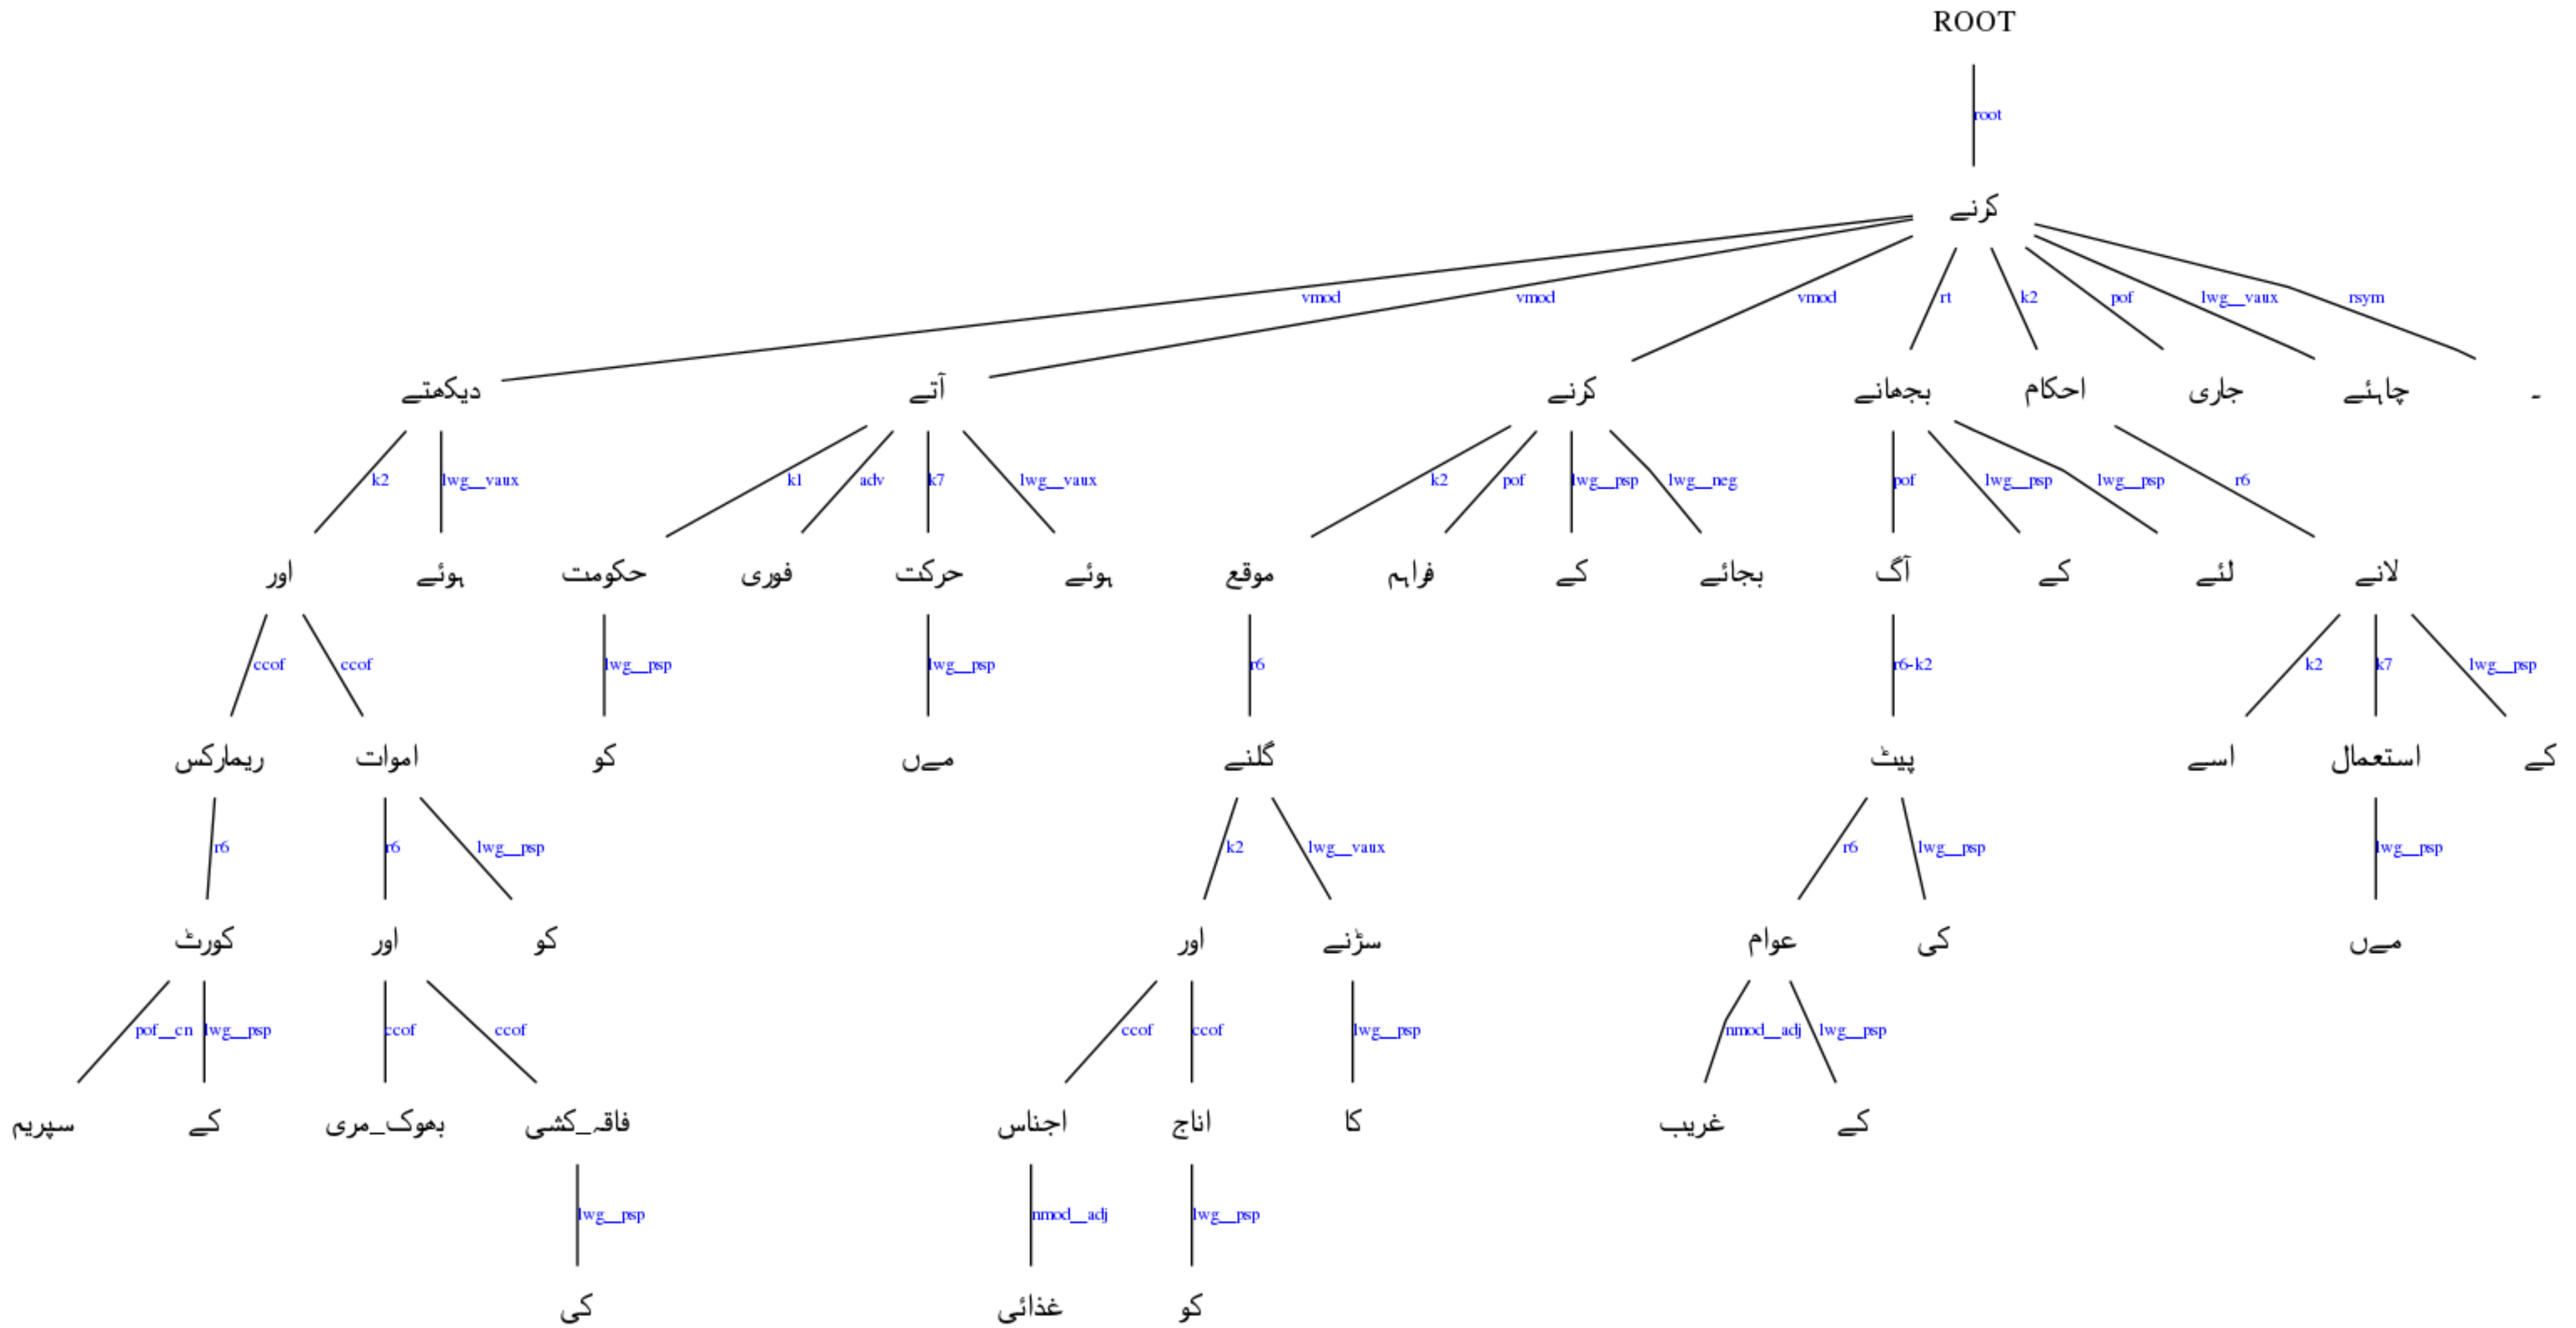 ROOT
root
کرنے
vmod vmod vmod rt k2 pof lwg__vaux rsym
دیکھتے آتے کرنے بجھانے احکام جاری چاہئے ۔
k2 lwg__vaux k1 adv k7 lwg__vaux k2 pof lwg__psp lwg__neg pof lwg__psp lwg__psp r6
اور ہوئے حکومت فوری حرکت ہوئے موقع فراہم کے بجائے آگ کے لئے لانے
ccof ccof lwg__psp lwg__psp r6 r6-k2 k2 k7 lwg__psp
ریمارکس اموات کو مےں گلنے پیٹ اسے استعمال کے
r6 r6 lwg__psp k2 lwg__vaux r6 lwg__psp lwg__psp
کورٹ اور کو اور سڑنے عوام کی مےں
pof__cn lwg__psp ccof ccof ccof ccof lwg__psp nmod__adj lwg__psp
سپریم کے بھوک_مری فاقہ_کشی اجناس اناج کا غریب کے
lwg__psp nmod__adj lwg__psp
کی غذائی کو